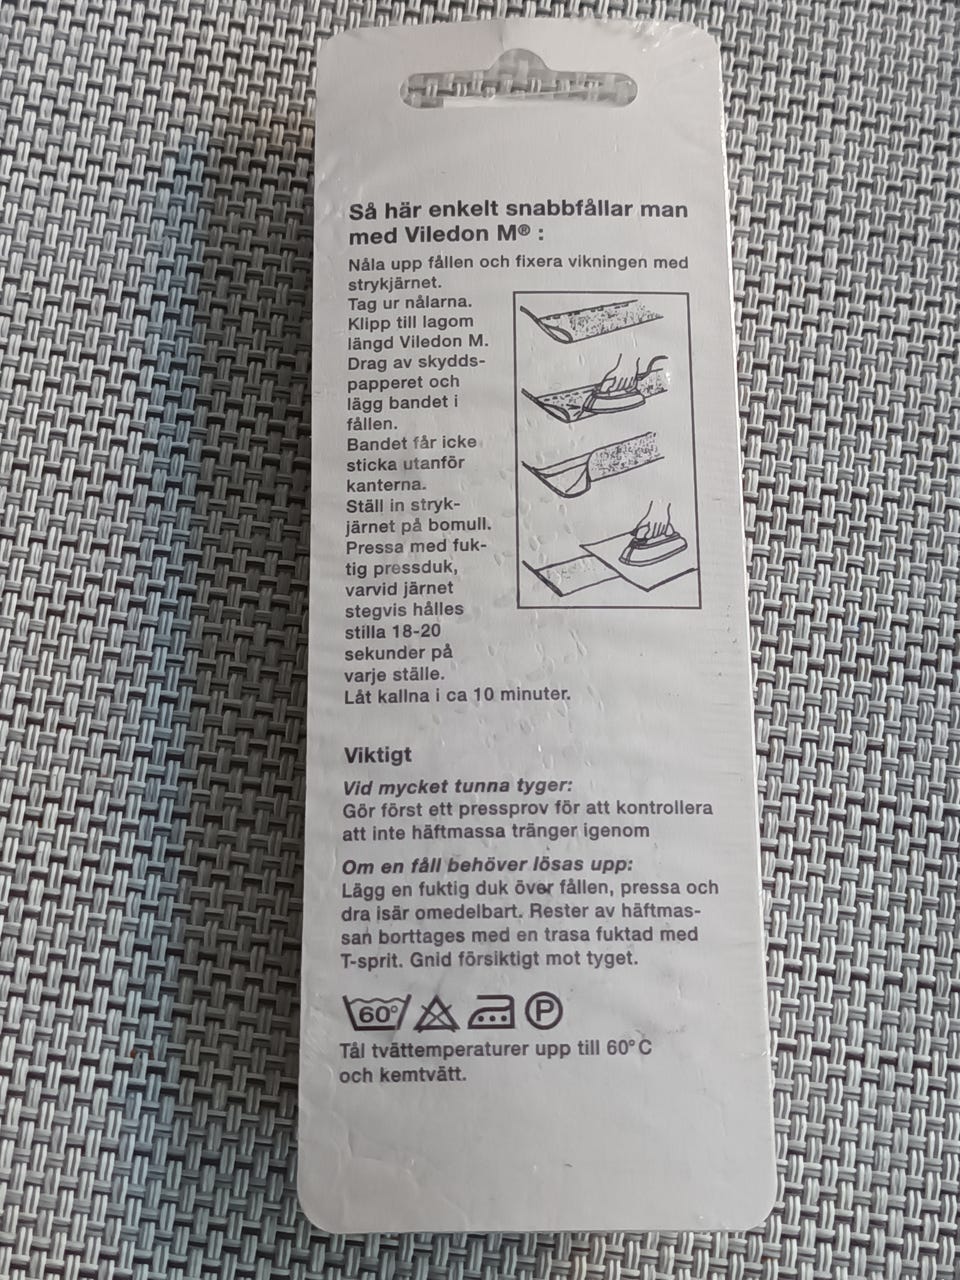 Så här enkelt snabbfållar man
med Viledon M® :
Nåla upp fållen och fixera vikningen med
strykjärnet.
Tag ur nålarna.
Klipp till lagom
längd Viledon M.
Drag av skydds-
papperet och
lägg bandet i
fållen.
Bandet får icke
sticka utanför
kanterna.
Ställ in stryk-
järnet på bomull.
Pressa med fuk-
tig pressduk,
varvid järnet
stegvis hålles
stilla 18-20
sekunder på
varje ställe.
Låt kallna i ca 10 minuter.
Viktigt
Vid mycket tunna tyger:
Gör först ett pressprov för att kontrollera
att inte häftmassa tränger igenom
Om en fåll behöver lösas upp:
Lägg en fuktig duk över fållen, pressa och
dra isär omedelbart. Rester av häftmas-
san borttages med en trasa fuktad med
T-sprit. Gnid försiktigt mot tyget.
60° P
Tål tvättemperaturer upp till 60° C
och kemtvätt.